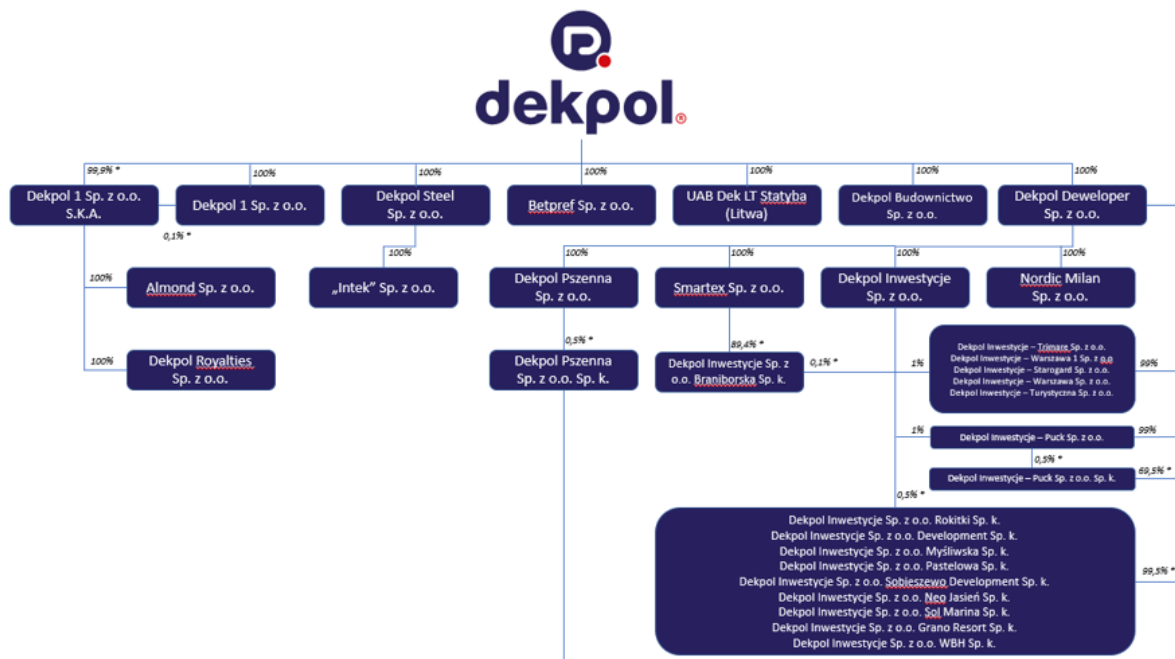 dekpol®
99,9% *
100%
100%
100%
100%
100%
100%
Dekpol 1 Sp. z o.o.
S.K.A.
Dekpol 1 Sp. z o.o.
Dekpol Steel
Sp. z o.o.
Betpref Sp. z o.o.
UAB Dek LT Statyba
(Litwa)
Dekpol Budownictwo
Sp. z o.o.
Dekpol Deweloper
Sp. z o.o.
0,1% *
100%
100%
100%
100%
100%
100%
Almond Sp. z o.o.
„Intek” Sp. z o.o.
Dekpol Pszenna
Sp. z o.o.
Smartex Sp. z o.o.
Dekpol Inwestycje
Sp. z o.o.
Nordic Milan
Sp. z o.o.
100%
Dekpol Royalties
Sp. z o.o.
0,5% *
Dekpol Pszenna
Sp. z o.o. Sp. k.
89,4% *
Dekpol Inwestycje Sp. z
o.o. Braniborska Sp. k.
0,1% *
1%
Dekpol Inwestycje – Trimare Sp. z o.o.
Dekpol Inwestycje – Warszawa 1 Sp. z o.o
Dekpol Inwestycje – Starogard Sp. z o.o.
Dekpol Inwestycje – Warszawa Sp. z o.o.
Dekpol Inwestycje – Turystyczna Sp. z o.o.
99%
1%
Dekpol Inwestycje – Puck Sp. z o.o.
99%
0,5% *
Dekpol Inwestycje – Puck Sp. z o.o. Sp. k.
69,5% *
0,5% *
Dekpol Inwestycje Sp. z o.o. Rokitki Sp. k.
Dekpol Inwestycje Sp. z o.o. Development Sp. k.
Dekpol Inwestycje Sp. z o.o. Myśliwska Sp. k.
Dekpol Inwestycje Sp. z o.o. Pastelowa Sp. k.
Dekpol Inwestycje Sp. z o.o. Sobieszewo Development Sp. k.
Dekpol Inwestycje Sp. z o.o. Neo Jasień Sp. k.
Dekpol Inwestycje Sp. z o.o. Sol Marina Sp. k.
Dekpol Inwestycje Sp. z o.o. Grano Resort Sp. k.
Dekpol Inwestycje Sp. z o.o. WBH Sp. k.
99,5% *